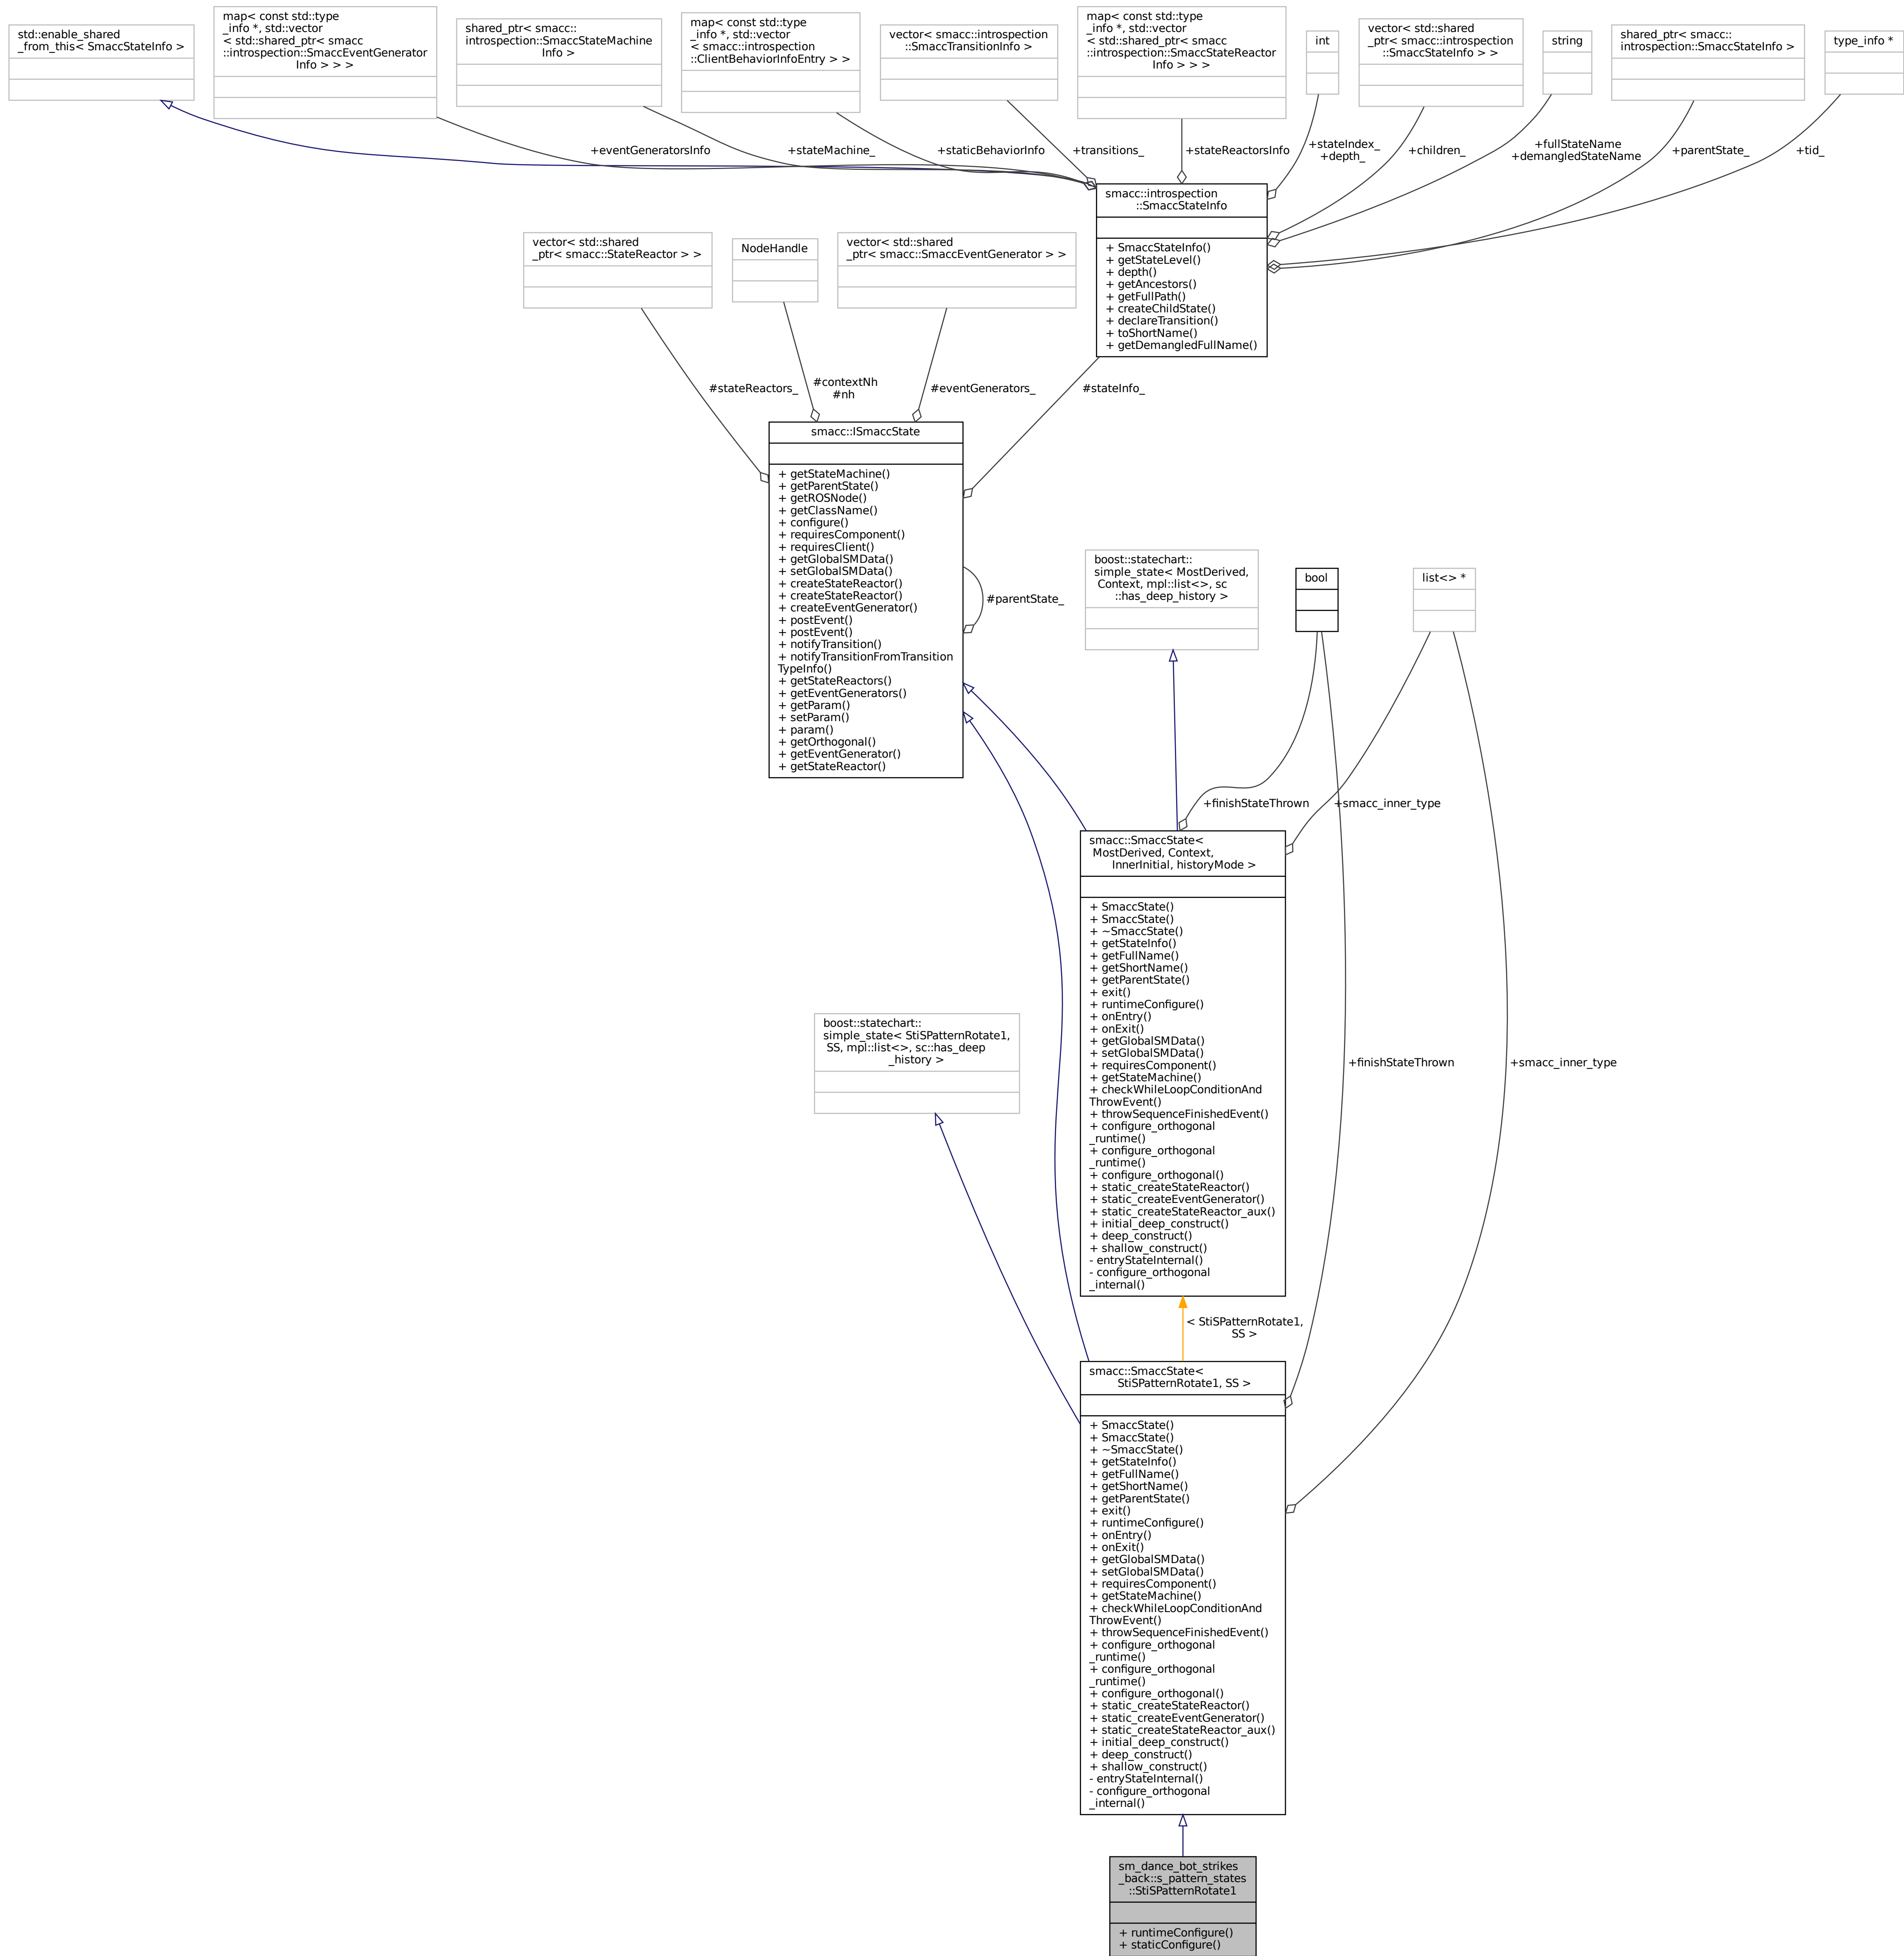 std::enable_shared
_from_this< SmaccStateInfo >
map< const std::type
_info *, std::vector
< std::shared_ptr< smacc
::introspection::SmaccEventGenerator
Info > > >
shared_ptr< smacc::
introspection::SmaccStateMachine
Info >
map< const std::type
_info *, std::vector
< smacc::introspection
::ClientBehaviorInfoEntry > >
vector< smacc::introspection
::SmaccTransitionInfo >
map< const std::type
_info *, std::vector
< std::shared_ptr< smacc
::introspection::SmaccStateReactor
Info > > >
int
vector< std::shared
_ptr< smacc::introspection
::SmaccStateInfo > >
string
shared_ptr< smacc::
introspection::SmaccStateInfo >
type_info *
+eventGeneratorsInfo
+stateMachine_
+staticBehaviorInfo
+transitions_
+stateReactorsInfo
+stateIndex_
+depth_
+children_
+fullStateName
+demangledStateName
+parentState_
+tid_
smacc::introspection
::SmaccStateInfo
+ SmaccStateInfo()
+ getStateLevel()
+ depth()
+ getAncestors()
+ getFullPath()
+ createChildState()
+ declareTransition()
+ toShortName()
+ getDemangledFullName()
vector< std::shared
_ptr< smacc::StateReactor > >
NodeHandle
vector< std::shared
_ptr< smacc::SmaccEventGenerator > >
#stateReactors_
#contextNh
#nh
#eventGenerators_
#stateInfo_
smacc::ISmaccState
+ getStateMachine()
+ getParentState()
+ getROSNode()
+ getClassName()
+ configure()
+ requiresComponent()
+ requiresClient()
+ getGlobalSMData()
+ setGlobalSMData()
+ createStateReactor()
+ createStateReactor()
+ createEventGenerator()
+ postEvent()
+ postEvent()
+ notifyTransition()
+ notifyTransitionFromTransition
TypeInfo()
+ getStateReactors()
+ getEventGenerators()
+ getParam()
+ setParam()
+ param()
+ getOrthogonal()
+ getEventGenerator()
+ getStateReactor()
#parentState_
boost::statechart::
simple_state< MostDerived,
Context, mpl::list<>, sc
::has_deep_history >
bool
list<> *
+finishStateThrown
+smacc_inner_type
smacc::SmaccState<
MostDerived, Context,
InnerInitial, historyMode >
+ SmaccState()
+ SmaccState()
+ ~SmaccState()
+ getStateInfo()
+ getFullName()
+ getShortName()
+ getParentState()
+ exit()
+ runtimeConfigure()
+ onEntry()
+ onExit()
+ getGlobalSMData()
+ setGlobalSMData()
+ requiresComponent()
+ getStateMachine()
+ checkWhileLoopConditionAnd
ThrowEvent()
+ throwSequenceFinishedEvent()
+ configure_orthogonal
_runtime()
+ configure_orthogonal
_runtime()
+ configure_orthogonal()
+ static_createStateReactor()
+ static_createEventGenerator()
+ static_createStateReactor_aux()
+ initial_deep_construct()
+ deep_construct()
+ shallow_construct()
- entryStateInternal()
- configure_orthogonal
_internal()
boost::statechart::
simple_state< StiSPatternRotate1,
SS, mpl::list<>, sc::has_deep
_history >
+finishStateThrown
+smacc_inner_type
< StiSPatternRotate1,
SS >
smacc::SmaccState<
StiSPatternRotate1, SS >
+ SmaccState()
+ SmaccState()
+ ~SmaccState()
+ getStateInfo()
+ getFullName()
+ getShortName()
+ getParentState()
+ exit()
+ runtimeConfigure()
+ onEntry()
+ onExit()
+ getGlobalSMData()
+ setGlobalSMData()
+ requiresComponent()
+ getStateMachine()
+ checkWhileLoopConditionAnd
ThrowEvent()
+ throwSequenceFinishedEvent()
+ configure_orthogonal
_runtime()
+ configure_orthogonal
_runtime()
+ configure_orthogonal()
+ static_createStateReactor()
+ static_createEventGenerator()
+ static_createStateReactor_aux()
+ initial_deep_construct()
+ deep_construct()
+ shallow_construct()
- entryStateInternal()
- configure_orthogonal
_internal()
sm_dance_bot_strikes
_back::s_pattern_states
::StiSPatternRotate1
+ runtimeConfigure()
+ staticConfigure()